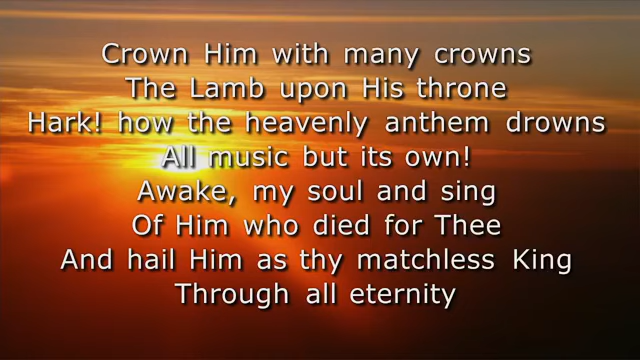 Crown Him with many crowns
The Lamb upon His throne
Hark! how the heavenly anthem drowns
All music but its own!
Awake, my soul and sing
Of Him who died for Thee
And hail Him as thy matchless King
Through all eternity